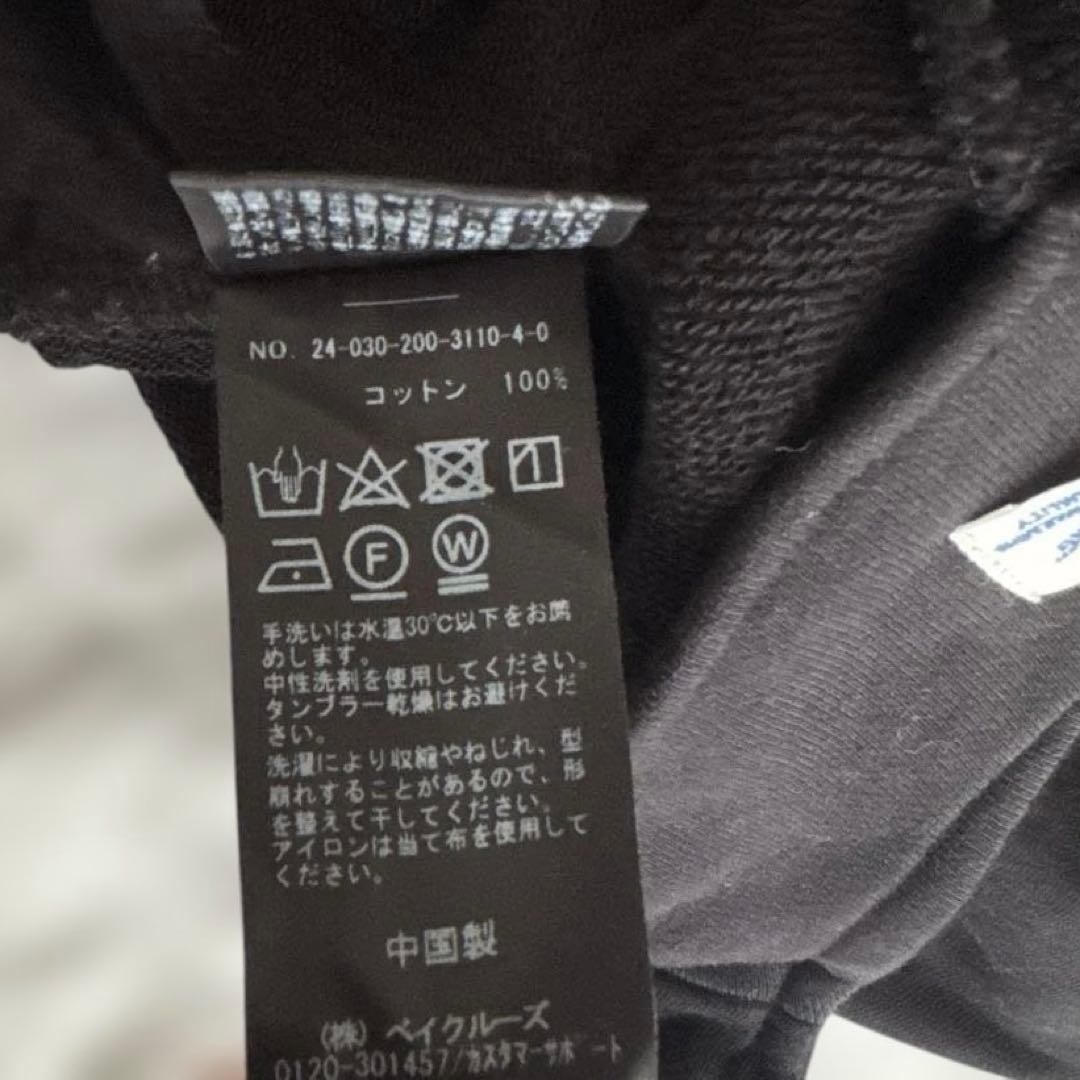 NO. 24-030-200-3110-4-0
コットン 100%
F W
手洗いは水温30℃以下をお薦
めします。
中性洗剤を使用してください。
タンブラー乾燥はお避けくだ
さい。
洗濯により収縮やねじれ、型
崩れすることがあるので、形
を整えて干してください。
アイロンは当て布を使用して
ください。
中国製
(株) ベイクルーズ
0120-301457/カスタマーサポート